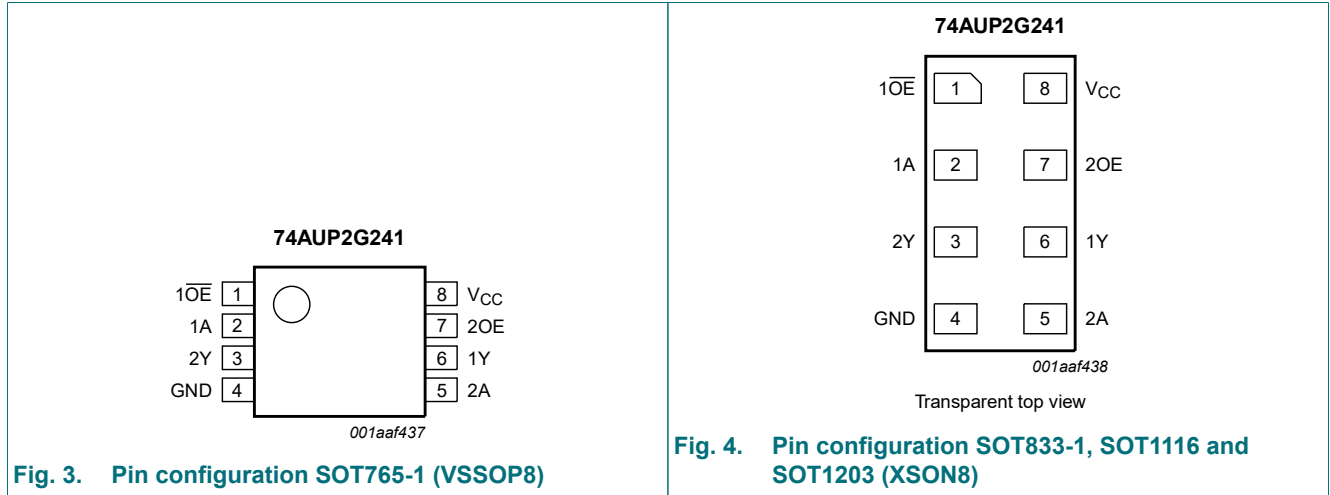 74AUP2G241
1O̅E̅ 1 8 VCC
1A 2 7 2OE
2Y 3 6 1Y
GND 4 5 2A
001aaf437
Fig. 3. Pin configuration SOT765-1 (VSSOP8)
74AUP2G241
1O̅E̅ 1 8 VCC
1A 2 7 2OE
2Y 3 6 1Y
GND 4 5 2A
001aaf438
Transparent top view
Fig. 4. Pin configuration SOT833-1, SOT1116 and
SOT1203 (XSON8)